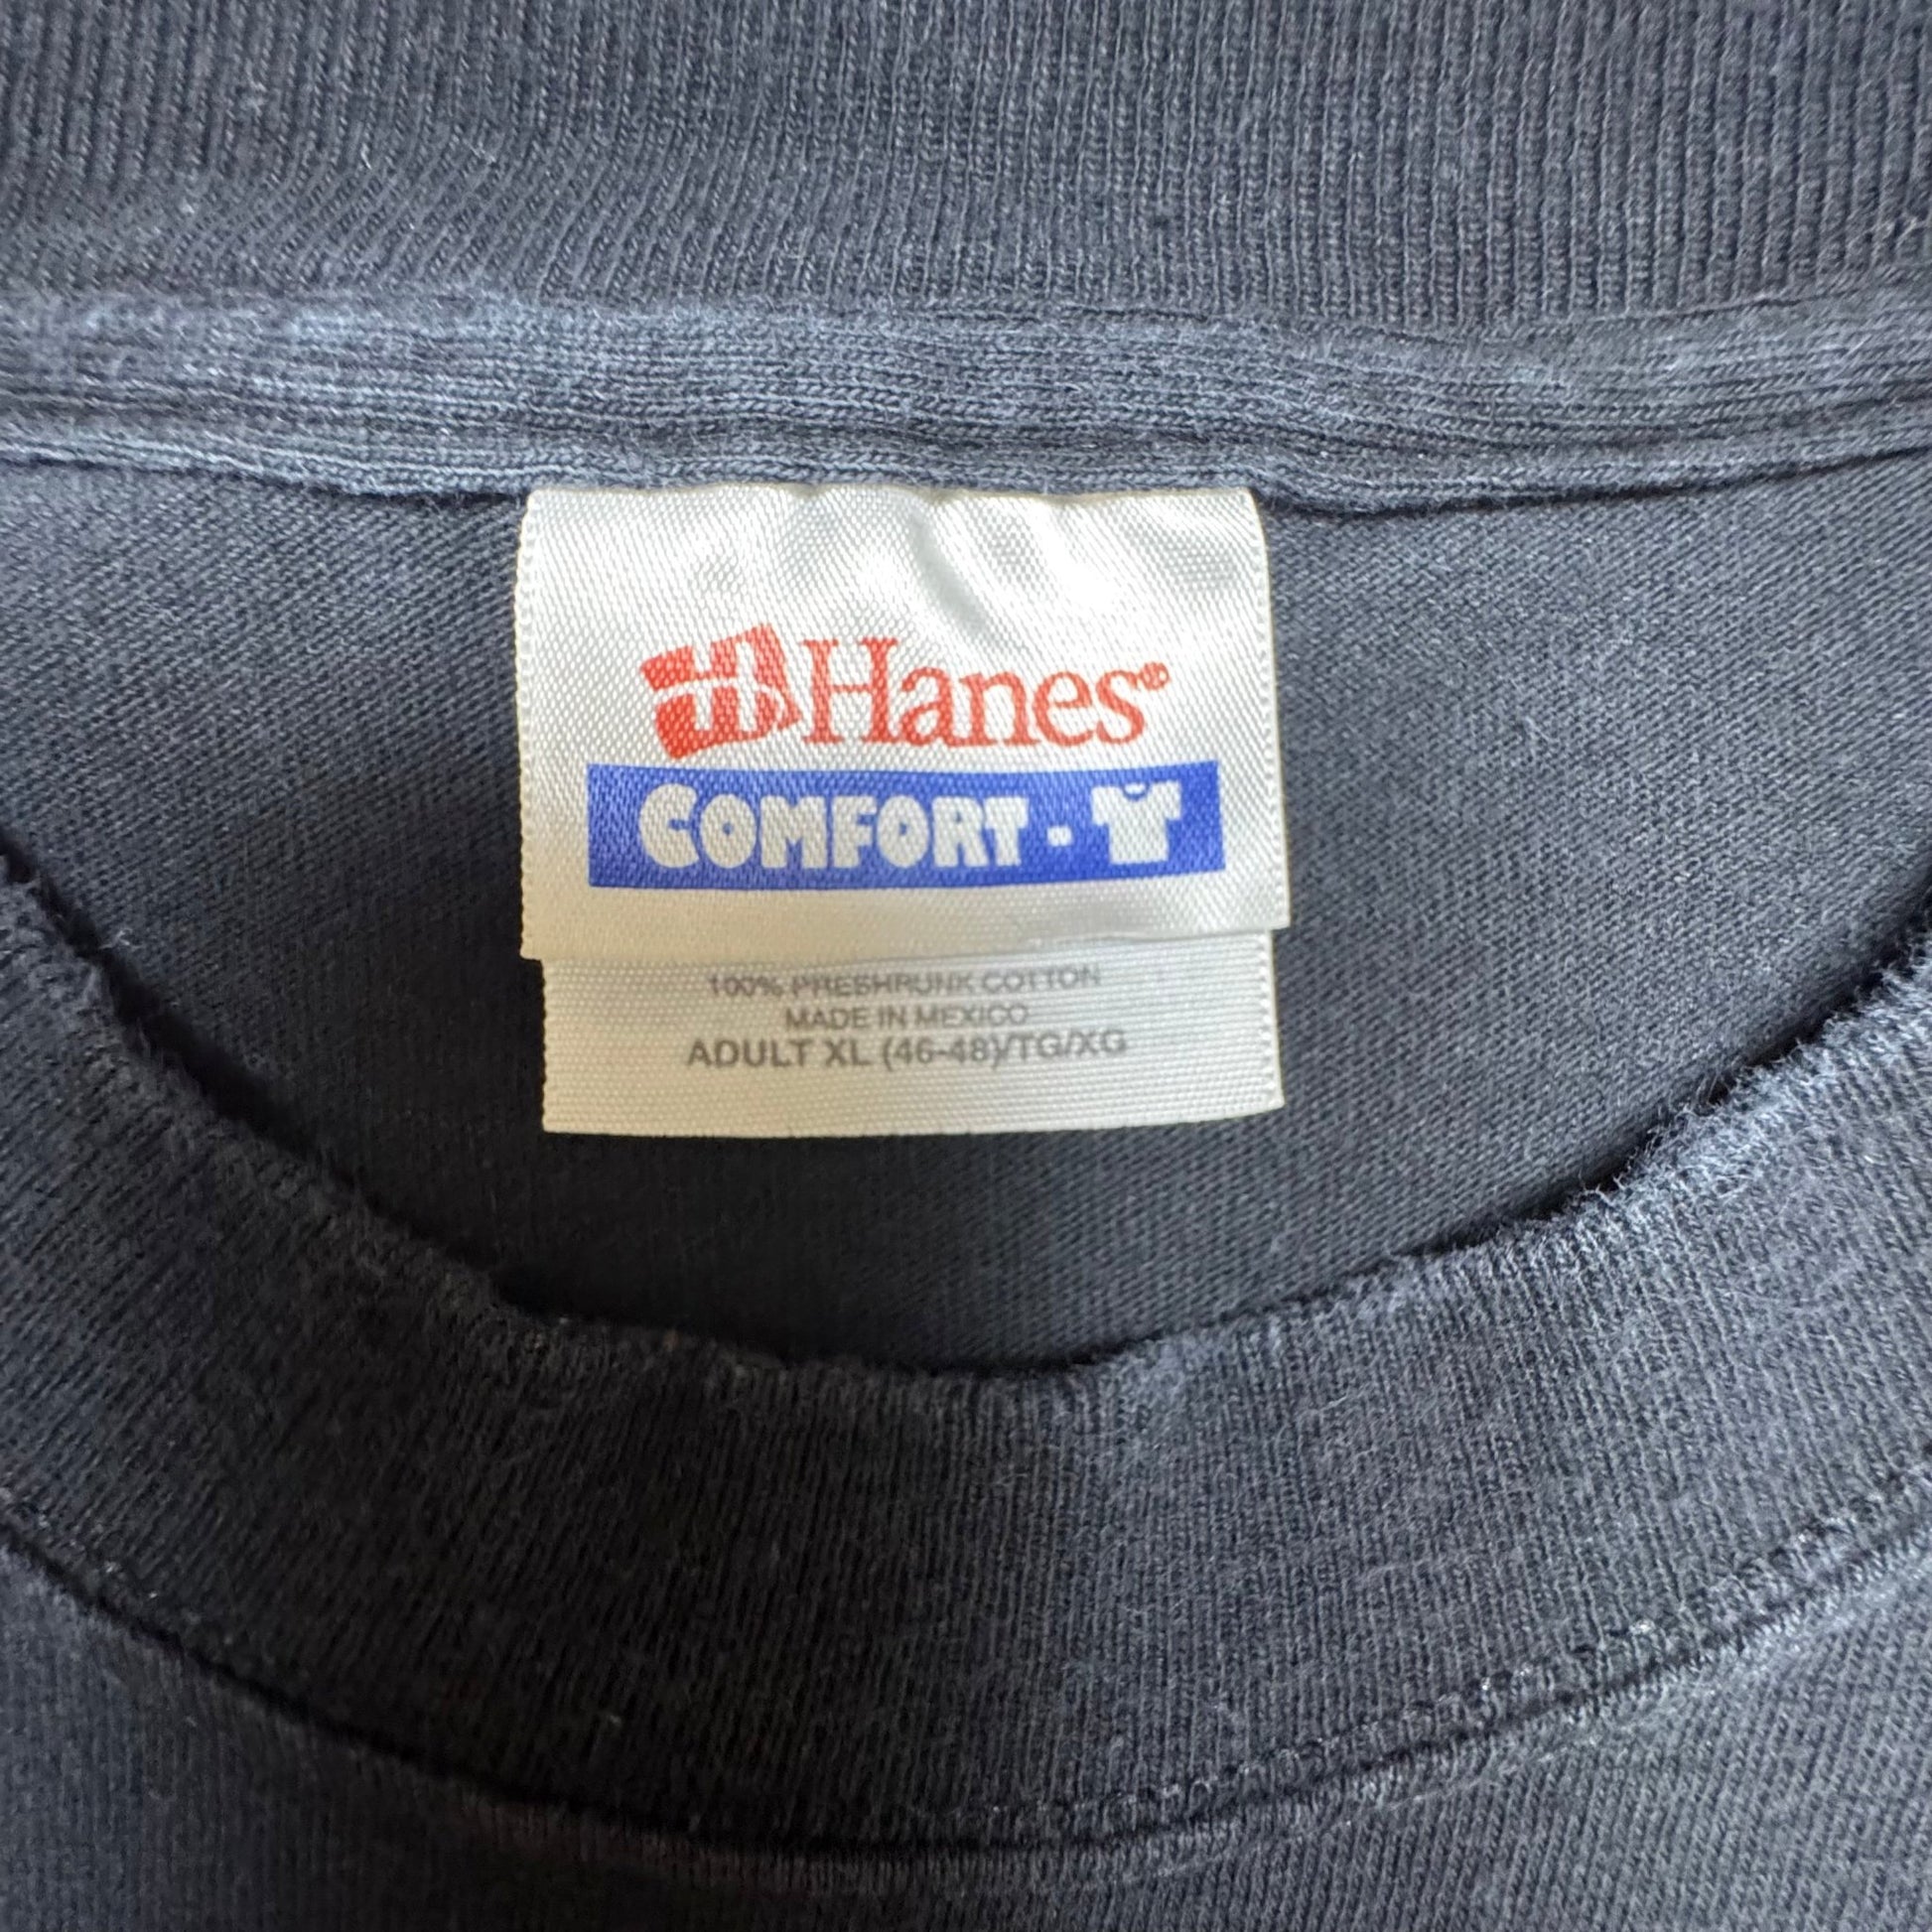 H Hanes®
COMFORT-T
100% PRESHRUNK COTTON
MADE IN MEXICO
ADULT XL (46-48)/TG/XG